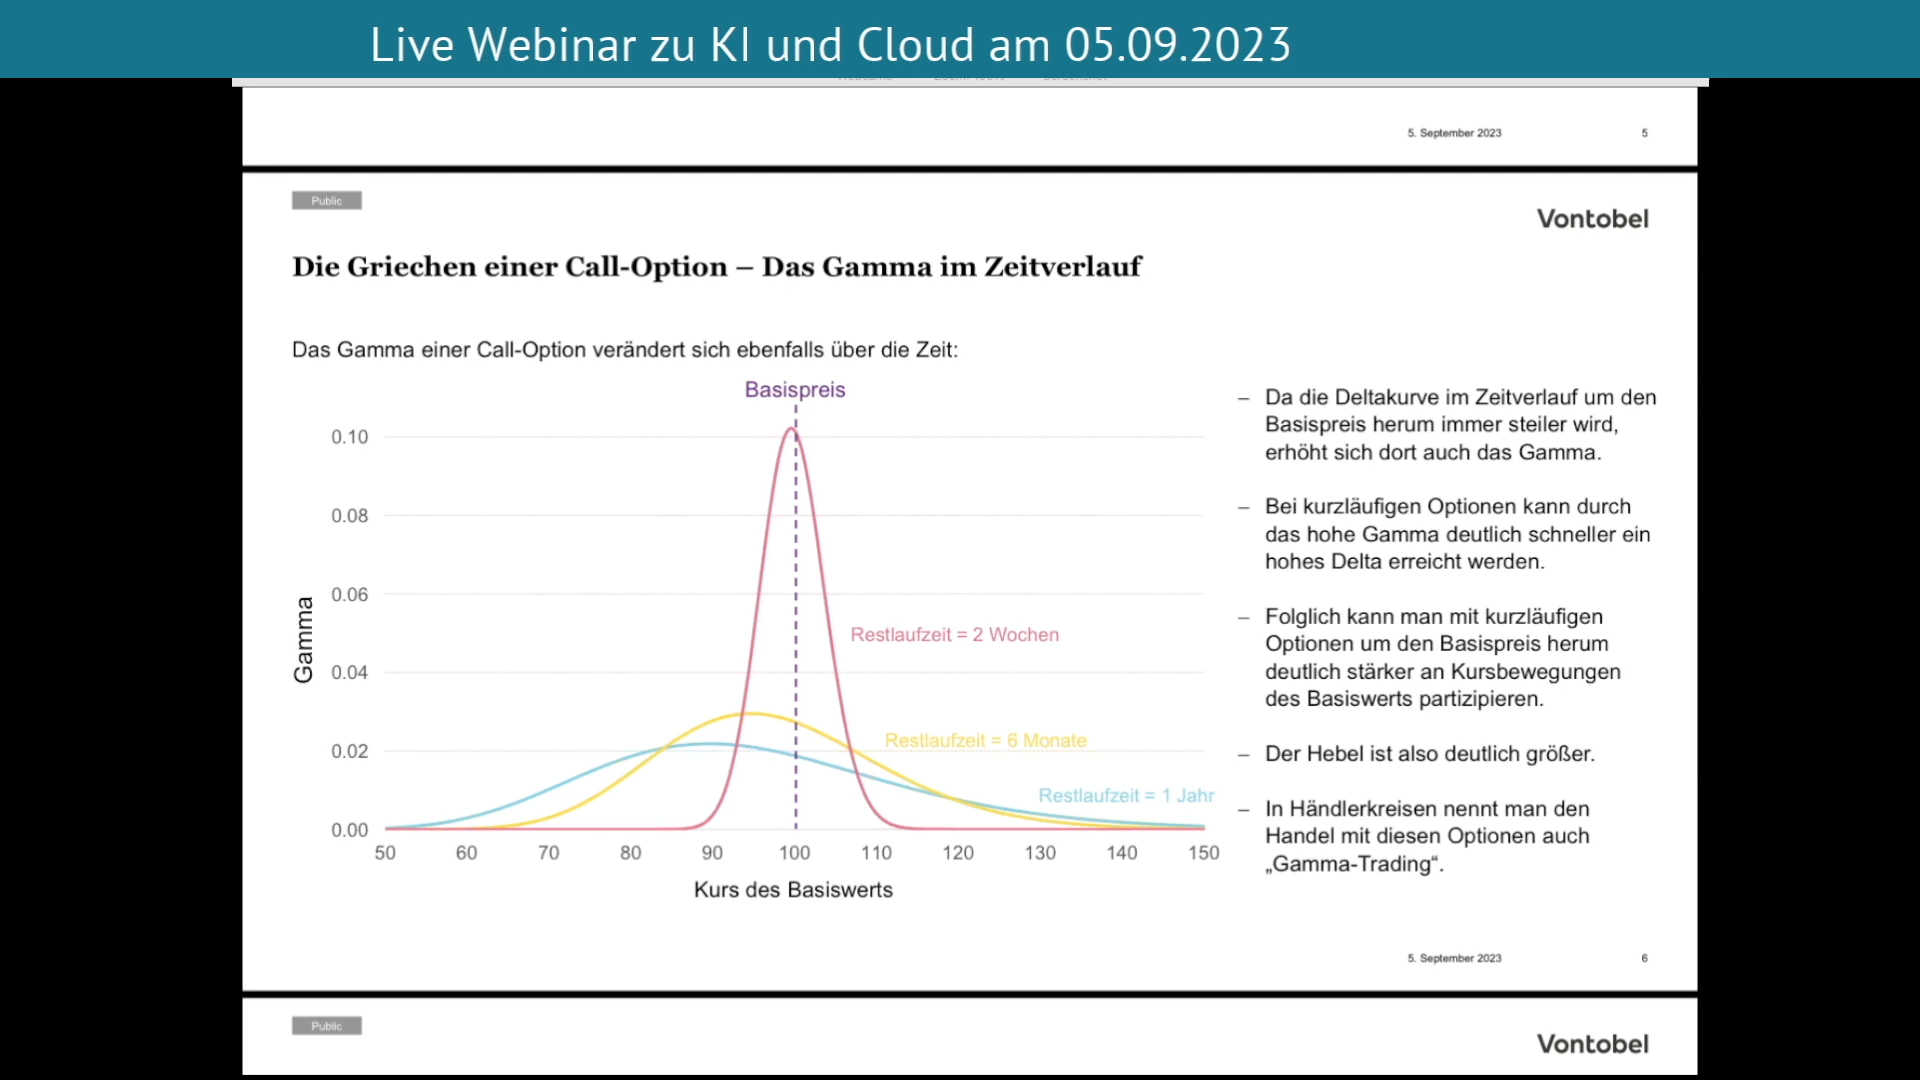 Live Webinar zu KI und Cloud am 05.09.2023
5. September 2023
5
Public
Vontobel
Die Griechen einer Call-Option – Das Gamma im Zeitverlauf
Das Gamma einer Call-Option verändert sich ebenfalls über die Zeit:
Basispreis
0.10
0.08
0.06
0.04
0.02
0.00
Gamma
Restlaufzeit = 2 Wochen
Restlaufzeit = 6 Monate
Restlaufzeit = 1 Jahr
50 60 70 80 90 100 110 120 130 140 150
Kurs des Basiswerts
– Da die Deltakurve im Zeitverlauf um den
Basispreis herum immer steiler wird,
erhöht sich dort auch das Gamma.
– Bei kurzläufigen Optionen kann durch
das hohe Gamma deutlich schneller ein
hohes Delta erreicht werden.
– Folglich kann man mit kurzläufigen
Optionen um den Basispreis herum
deutlich stärker an Kursbewegungen
des Basiswerts partizipieren.
– Der Hebel ist also deutlich größer.
– In Händlerkreisen nennt man den
Handel mit diesen Optionen auch
„Gamma-Trading“.
5. September 2023
6
Public
Vontobel